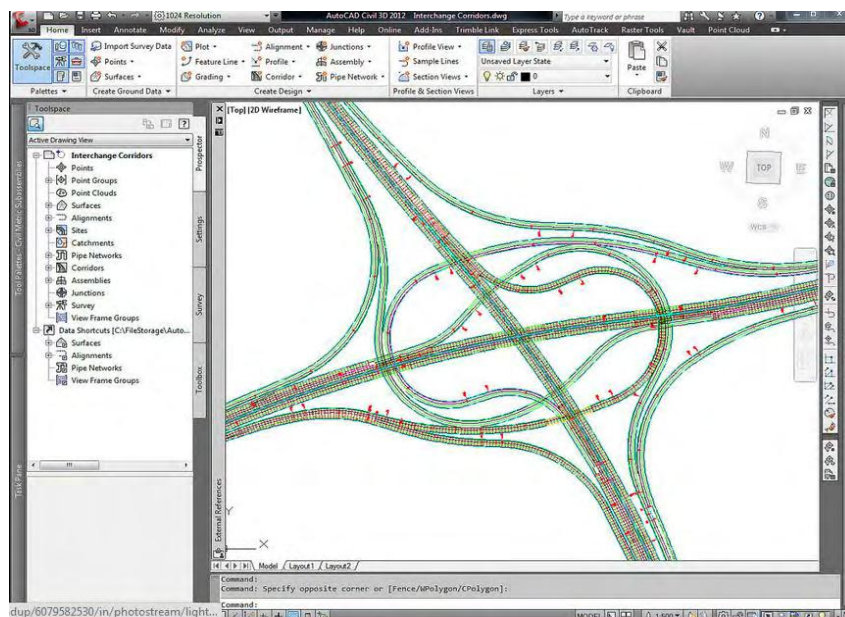 1024 Resolution
AutoCAD Civil 3D 2012 Interchange Corridors.dwg
Type a keyword or phrase
Home Insert Annotate Modify Analyze View Output Manage Help Online Add-Ins Trimble Link Express Tools AutoTrack Raster Tools Vault Point Cloud
Toolspace
Import Survey Data
Points
Surfaces
Plot
Feature Line
Grading
Alignment
Profile
Corridor
Junctions
Assembly
Pipe Network
Profile View
Sample Lines
Section Views
Unsaved Layer State
0
Paste
Palettes
Create Ground Data
Create Design
Profile & Section Views
Layers
Clipboard
Toolspace
Active Drawing View
Interchange Corridors
Points
Point Groups
Point Clouds
Surfaces
Alignments
Sites
Catchments
Pipe Networks
Corridors
Assemblies
Junctions
Survey
View Frame Groups
Data Shortcuts [C:\FileStorage\Auto...
Surfaces
Alignments
Pipe Networks
View Frame Groups
Prospector
Settings
Survey
Toolbox
Tool Palettes - Civil Metric Subassemblies
Task Pane
External References
[Top] [2D Wireframe]
N
W TOP E
S
WCS
Y
X
Model Layout1 Layout2
Command:
Command: Specify opposite corner or [Fence/WPolygon/CPolygon]:
Command:
dup/6079582530/in/photostream/light...
MODEL